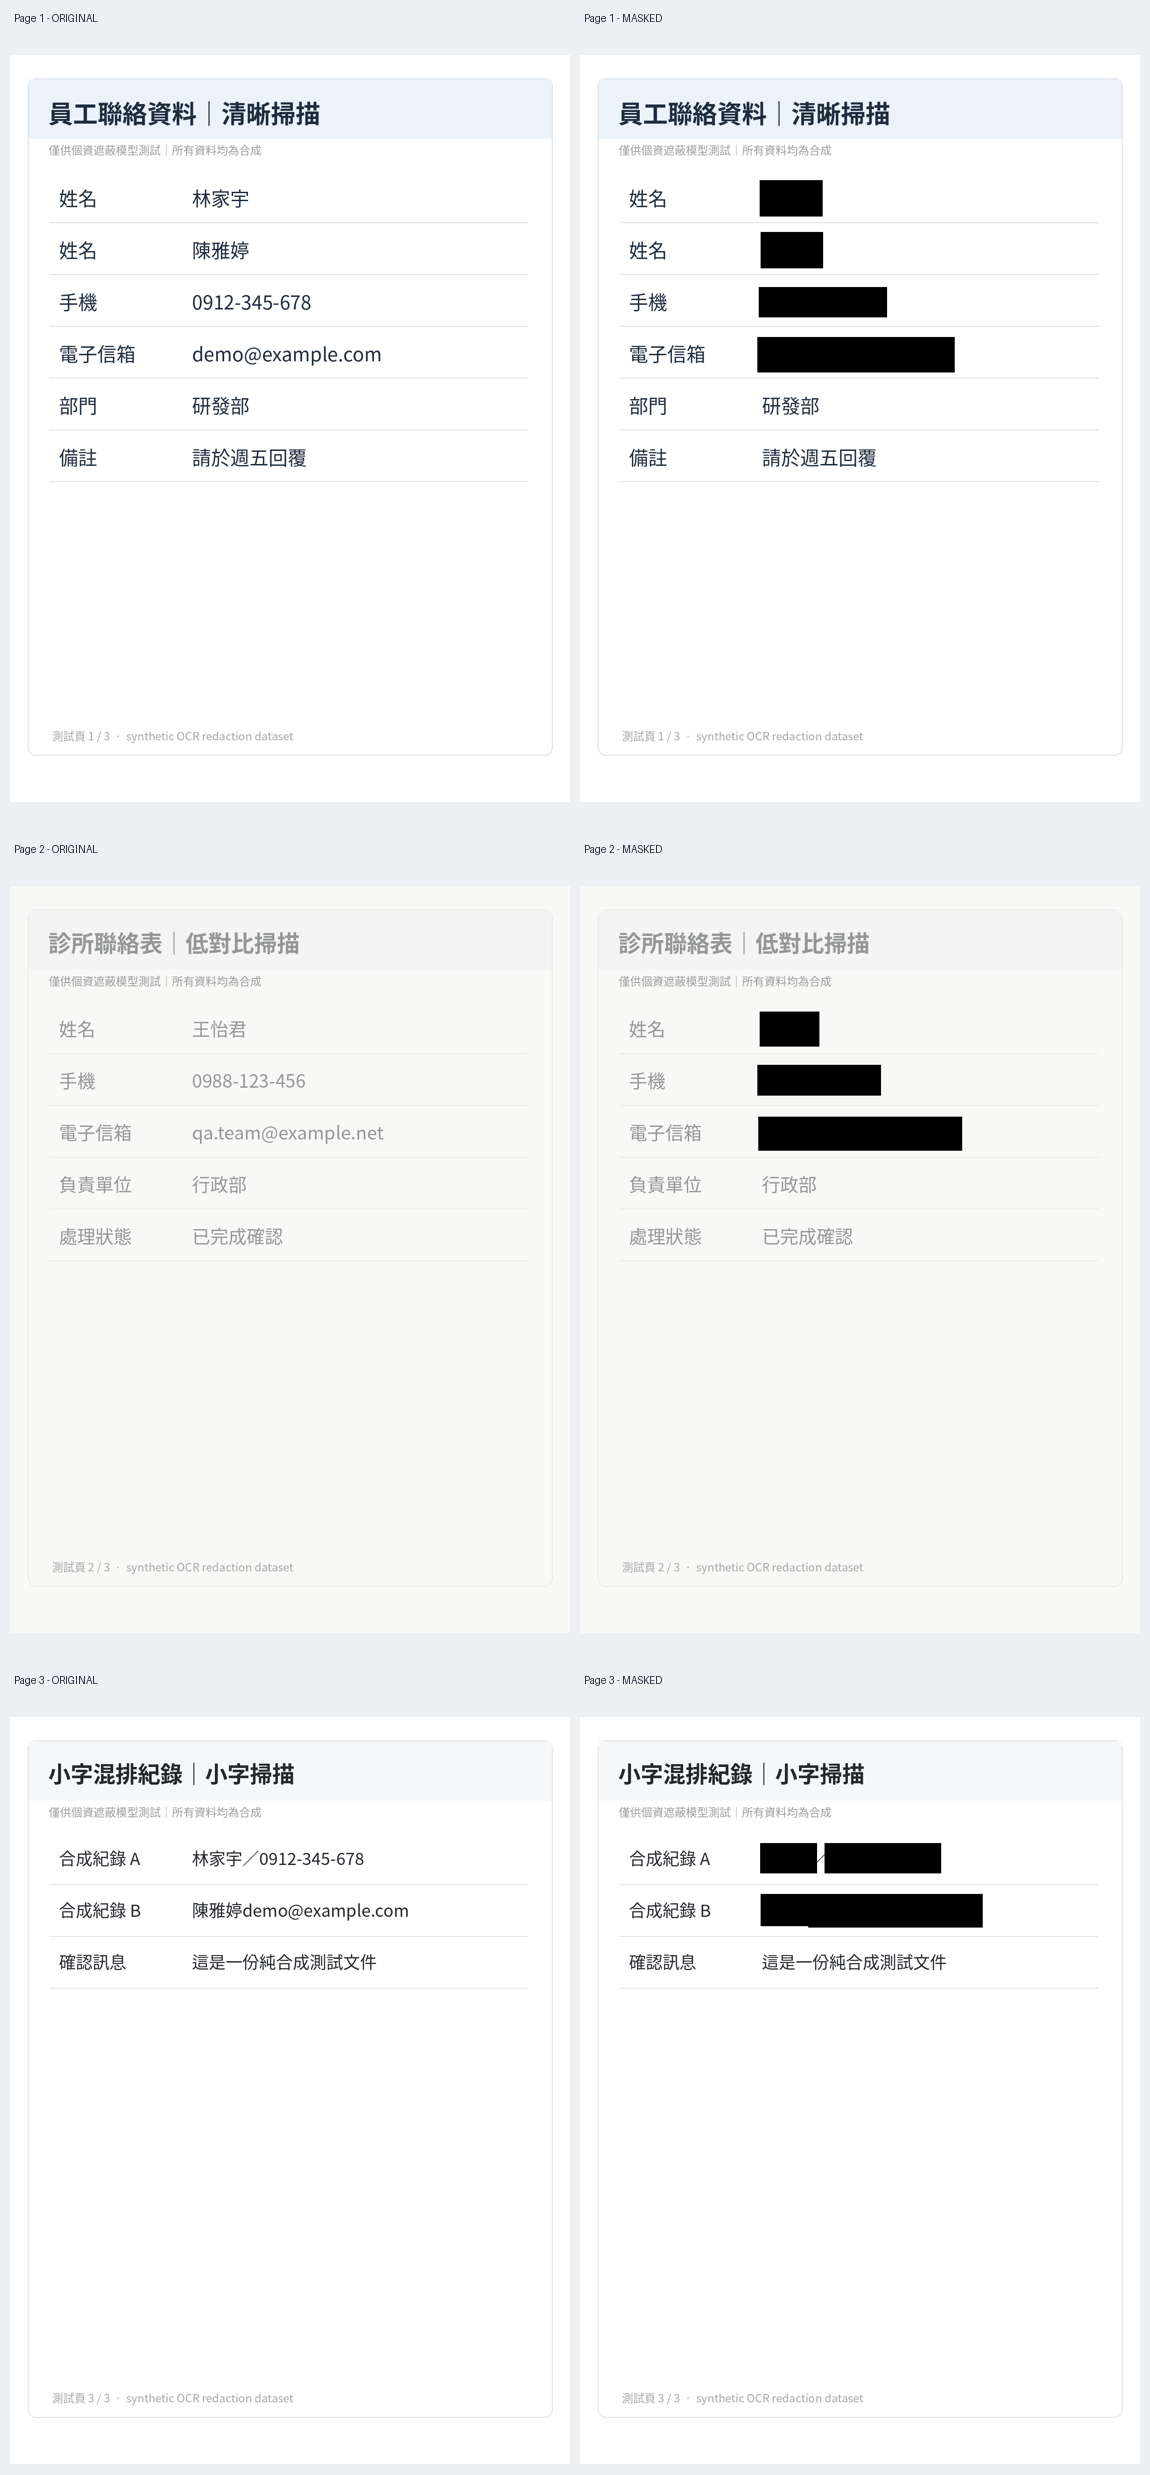 Page 1 - ORIGINAL
員工聯絡資料｜清晰掃描
僅供個資遮蔽模型測試｜所有資料均為合成
姓名 林家宇
姓名 陳雅婷
手機 0912-345-678
電子信箱 demo@example.com
部門 研發部
備註 請於週五回覆
測試頁 1 / 3 · synthetic OCR redaction dataset
Page 1 - MASKED
員工聯絡資料｜清晰掃描
僅供個資遮蔽模型測試｜所有資料均為合成
姓名
姓名
手機
電子信箱
部門 研發部
備註 請於週五回覆
測試頁 1 / 3 · synthetic OCR redaction dataset
Page 2 - ORIGINAL
診所聯絡表｜低對比掃描
僅供個資遮蔽模型測試｜所有資料均為合成
姓名 王怡君
手機 0988-123-456
電子信箱 qa.team@example.net
負責單位 行政部
處理狀態 已完成確認
測試頁 2 / 3 · synthetic OCR redaction dataset
Page 2 - MASKED
診所聯絡表｜低對比掃描
僅供個資遮蔽模型測試｜所有資料均為合成
姓名
手機
電子信箱
負責單位 行政部
處理狀態 已完成確認
測試頁 2 / 3 · synthetic OCR redaction dataset
Page 3 - ORIGINAL
小字混排紀錄｜小字掃描
僅供個資遮蔽模型測試｜所有資料均為合成
合成紀錄 A 林家宇／0912-345-678
合成紀錄 B 陳雅婷demo@example.com
確認訊息 這是一份純合成測試文件
測試頁 3 / 3 · synthetic OCR redaction dataset
Page 3 - MASKED
小字混排紀錄｜小字掃描
僅供個資遮蔽模型測試｜所有資料均為合成
合成紀錄 A ／
合成紀錄 B
確認訊息 這是一份純合成測試文件
測試頁 3 / 3 · synthetic OCR redaction dataset